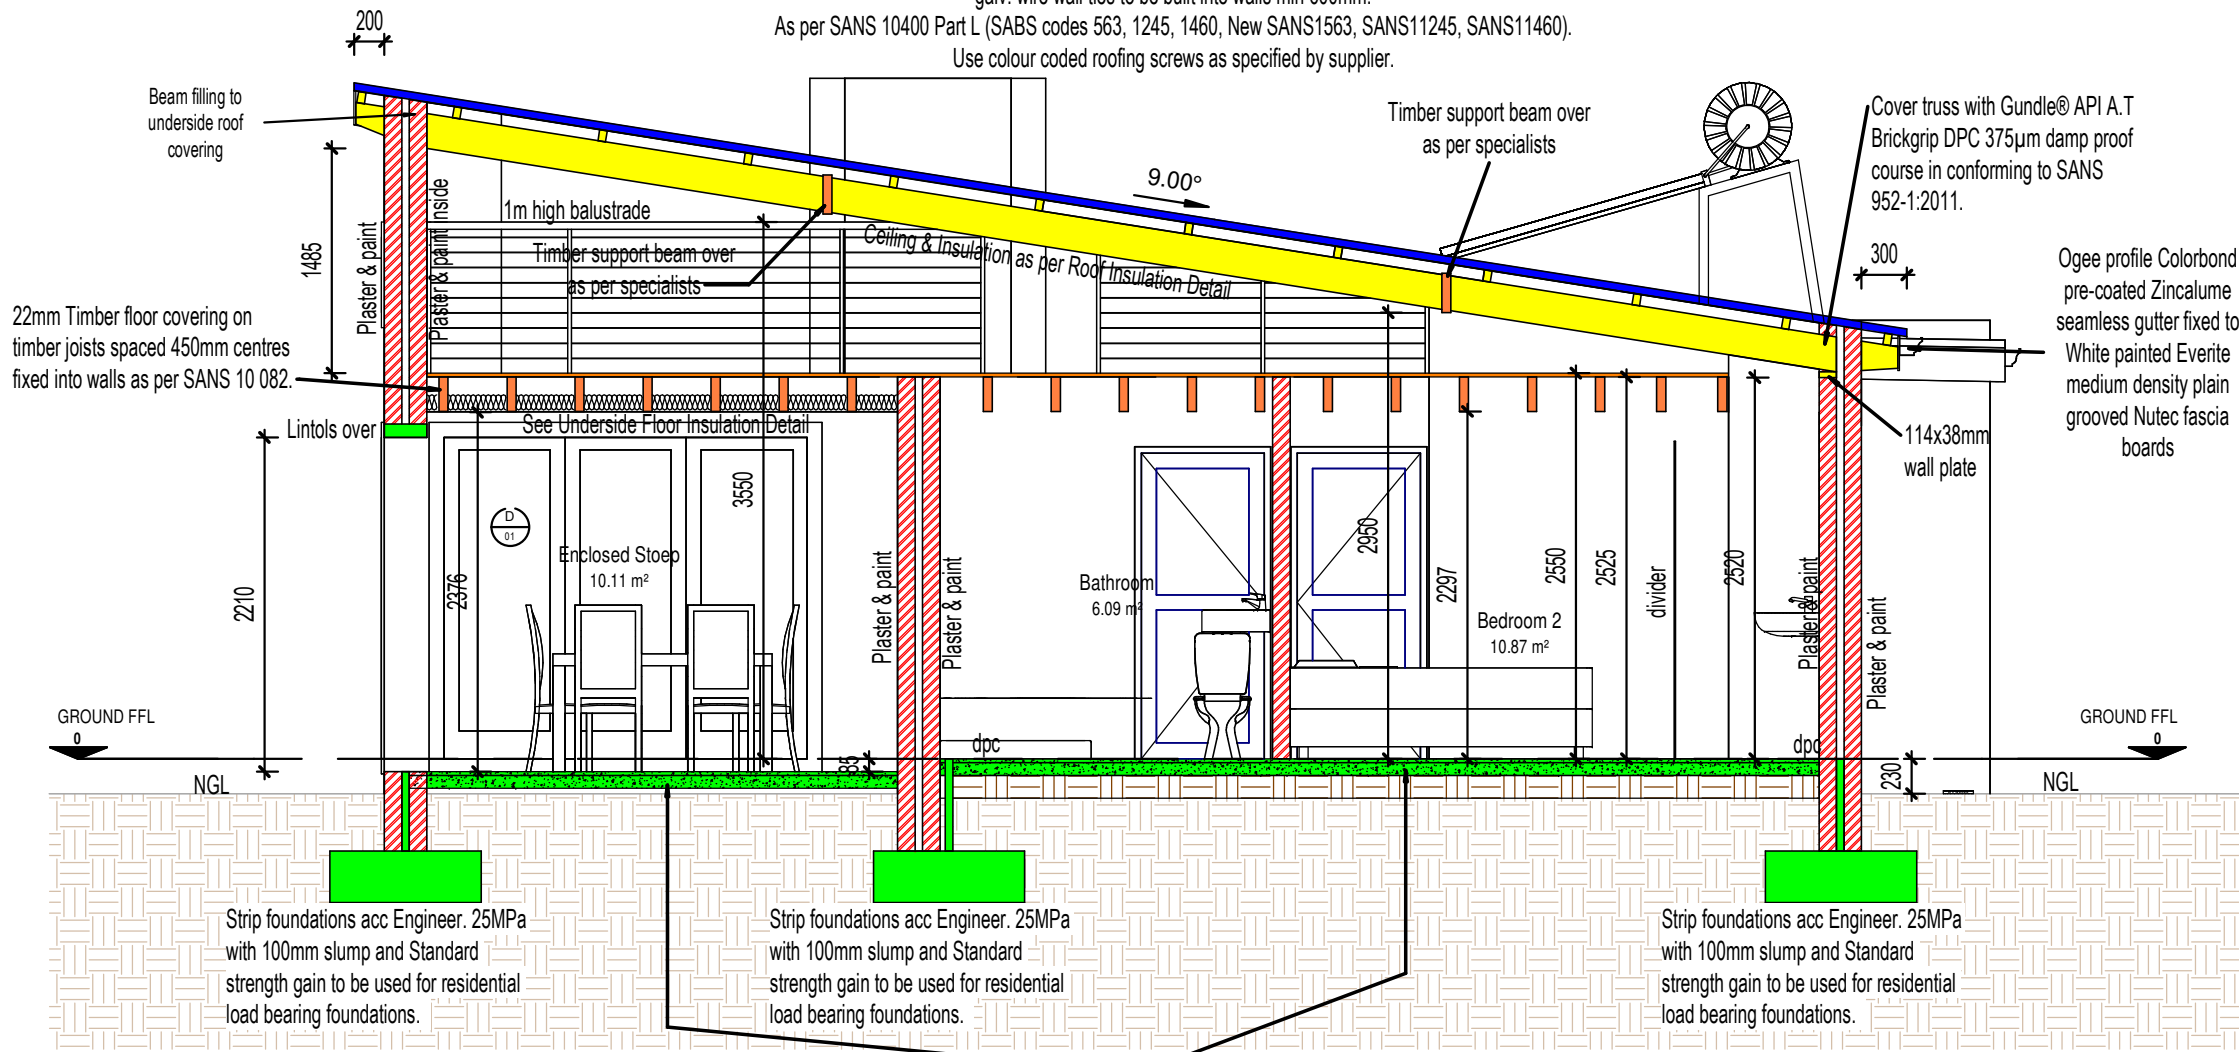 galv. wire wall ties to be built into walls min 600mm.
As per SANS 10400 Part L (SABS codes 563, 1245, 1460, New SANS1563, SANS11245, SANS11460).
Use colour coded roofing screws as specified by supplier.
200
Beam filling to
underside roof
covering
Timber support beam over
as per specialists
Cover truss with Gundle® API A.T
Brickgrip DPC 375µm damp proof
course in conforming to SANS
952-1:2011.
9.00°
1485
Plaster & paint
Plaster & paint inside
1m high balustrade
Timber support beam over
as per specialists
Ceiling & Insulation as per Roof Insulation Detail
300
Ogee profile Colorbond
pre-coated Zincalume
seamless gutter fixed to
White painted Everite
medium density plain
grooved Nutec fascia
boards
22mm Timber floor covering on
timber joists spaced 450mm centres
fixed into walls as per SANS 10 082.
Lintols over
See Underside Floor Insulation Detail
114x38mm
wall plate
2210
2376
3550
D
01
Enclosed Stoep
10.11 m²
Plaster & paint
Plaster & paint
Bathroom
6.09 m²
2950
2297
Bedroom 2
10.87 m²
2550
2525
divider
2520
Plaster & paint
Plaster & paint
GROUND FFL
0
GROUND FFL
0
85
dpc
dpc
230
NGL
NGL
Strip foundations acc Engineer. 25MPa
with 100mm slump and Standard
strength gain to be used for residential
load bearing foundations.
Strip foundations acc Engineer. 25MPa
with 100mm slump and Standard
strength gain to be used for residential
load bearing foundations.
Strip foundations acc Engineer. 25MPa
with 100mm slump and Standard
strength gain to be used for residential
load bearing foundations.